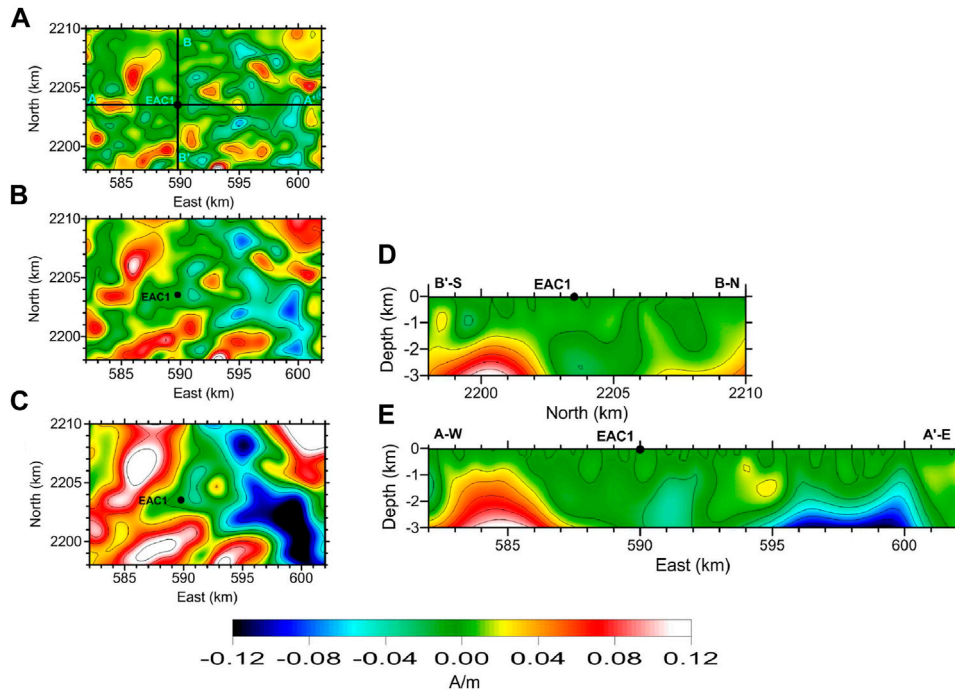 A
2210
2205
2200
North (km)
A
B
EAC1
A'
B'
585 590 595 600
East (km)
B
2210
2205
2200
North (km)
EAC1
585 590 595 600
East (km)
C
2210
2204
2200
North (km)
EAC1
585 590 595 600
East (km)
D
B'-S EAC1 B-N
0
-1
-2
-3
Depth (km)
2200 2205 2210
North (km)
E
A-W EAC1 A'-E
0
-1
-2
-3
Depth (km)
585 590 595 600
East (km)
-0.12 -0.08 -0.04 0.00 0.04 0.08 0.12
A/m